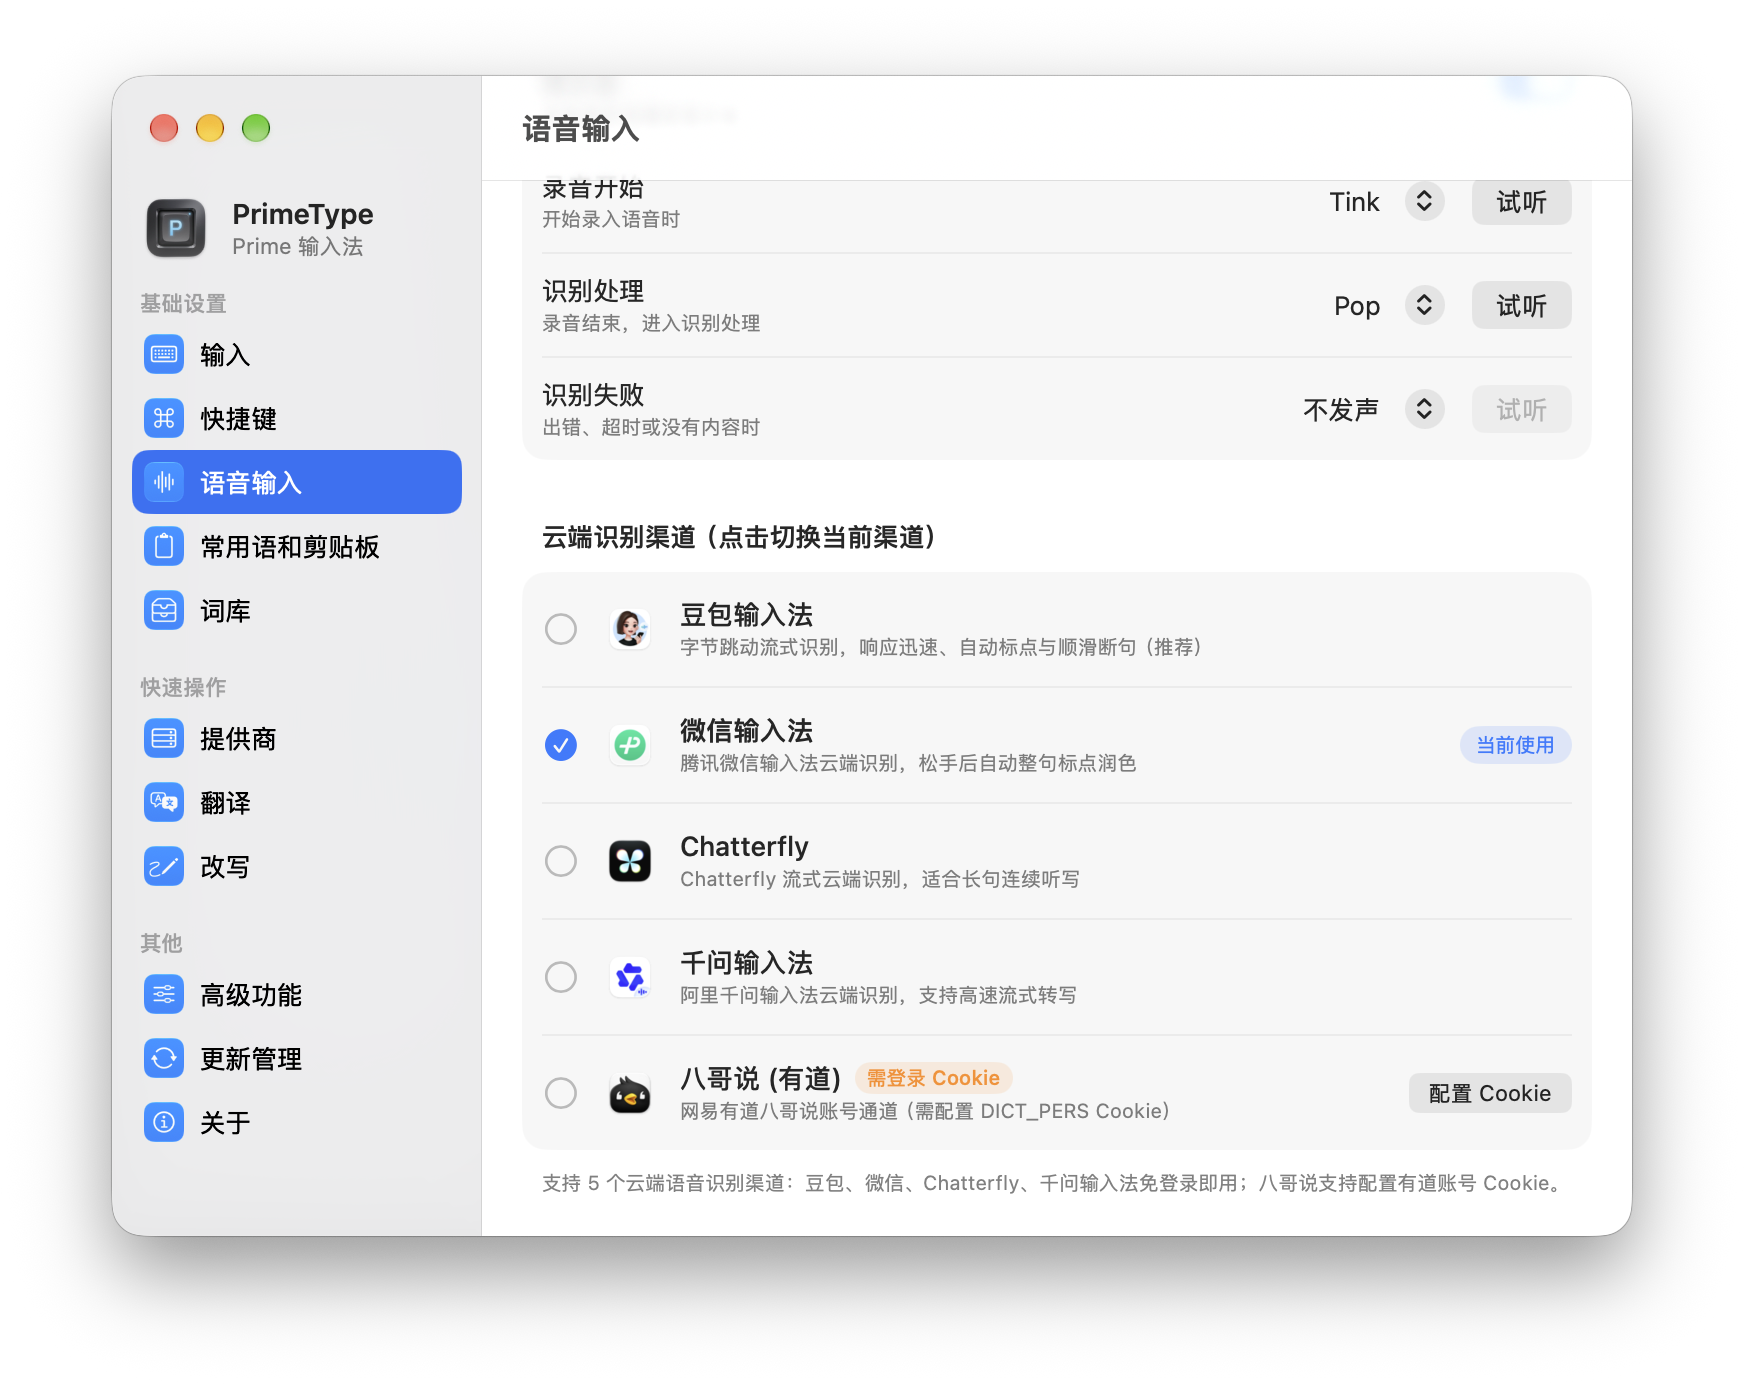 语音输入
PrimeType
Prime 输入法
基础设置
输入
快捷键
语音输入
常用语和剪贴板
词库
快速操作
提供商
翻译
改写
其他
高级功能
更新管理
关于
录音开始
开始录入语音时
Tink
试听
识别处理
录音结束，进入识别处理
Pop
试听
识别失败
出错、超时或没有内容时
不发声
试听
云端识别渠道（点击切换当前渠道）
豆包输入法
字节跳动流式识别，响应迅速、自动标点与顺滑断句（推荐）
微信输入法
腾讯微信输入法云端识别，松手后自动整句标点润色
当前使用
Chatterfly
Chatterfly 流式云端识别，适合长句连续听写
千问输入法
阿里千问输入法云端识别，支持高速流式转写
八哥说 (有道) 需登录 Cookie
网易有道八哥说账号通道（需配置 DICT_PERS Cookie）
配置 Cookie
支持 5 个云端语音识别渠道：豆包、微信、Chatterfly、千问输入法免登录即用；八哥说支持配置有道账号 Cookie。